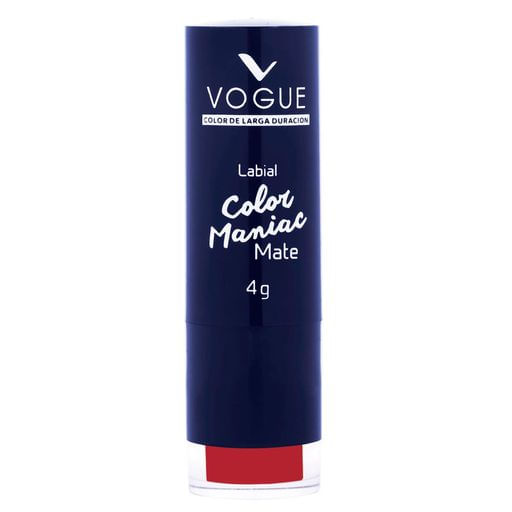 VOGUE
COLOR DE LARGA DURACION
Labial
Color
Maniac
Mate
4g